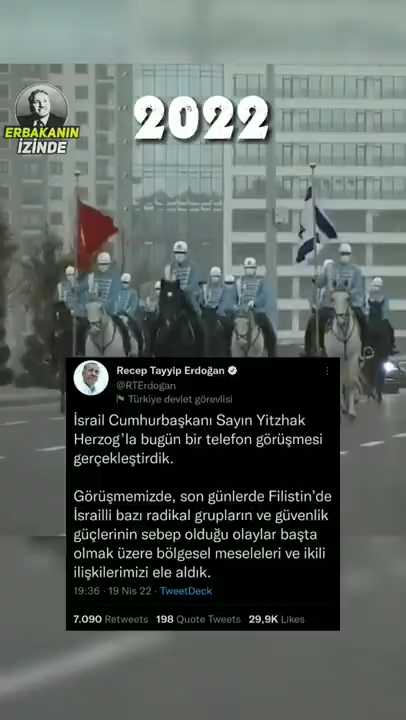 ERBAKANIN
İZİNDE
2022
Recep Tayyip Erdoğan
@RTErdogan
Türkiye devlet görevlisi
İsrail Cumhurbaşkanı Sayın Yitzhak
Herzog'la bugün bir telefon görüşmesi
gerçekleştirdik.
Görüşmemizde, son günlerde Filistin'de
İsrailli bazı radikal grupların ve güvenlik
güçlerinin sebep olduğu olaylar başta
olmak üzere bölgesel meseleleri ve ikili
ilişkilerimizi ele aldık.
19:36 · 19 Nis 22 · TweetDeck
7.090 Retweets 198 Quote Tweets 29,9K Likes